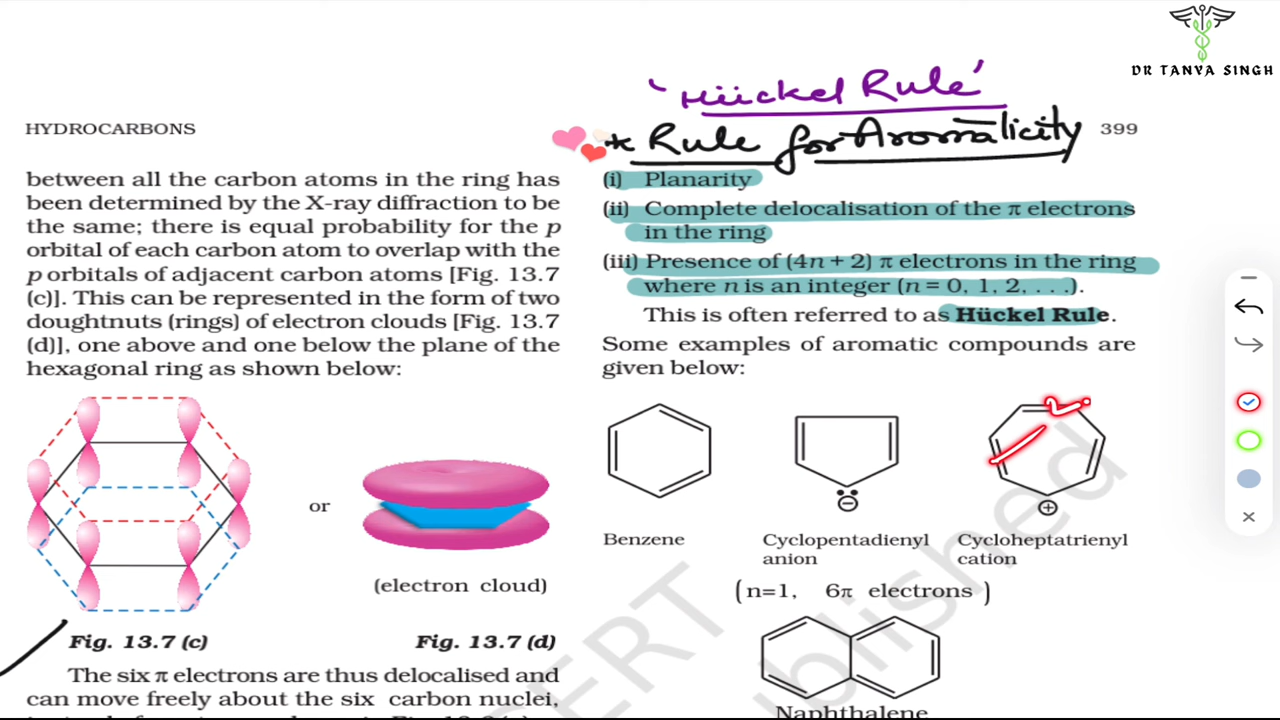 DR TANYA SINGH
'Hückel Rule'
* Rule for Aromaticity
HYDROCARBONS
399
between all the carbon atoms in the ring has
been determined by the X-ray diffraction to be
the same; there is equal probability for the p
orbital of each carbon atom to overlap with the
p orbitals of adjacent carbon atoms [Fig. 13.7
(c)]. This can be represented in the form of two
doughtnuts (rings) of electron clouds [Fig. 13.7
(d)], one above and one below the plane of the
hexagonal ring as shown below:
or
(electron cloud)
Fig. 13.7 (c)
Fig. 13.7 (d)
The six π electrons are thus delocalised and
can move freely about the six carbon nuclei,
(i) Planarity
(ii) Complete delocalisation of the π electrons
in the ring
(iii) Presence of (4n + 2) π electrons in the ring
where n is an integer (n = 0, 1, 2, . . .).
This is often referred to as Hückel Rule.
Some examples of aromatic compounds are
given below:
Benzene
Cyclopentadienyl
anion
Cycloheptatrienyl
cation
(n=1, 6π electrons )
Naphthalene